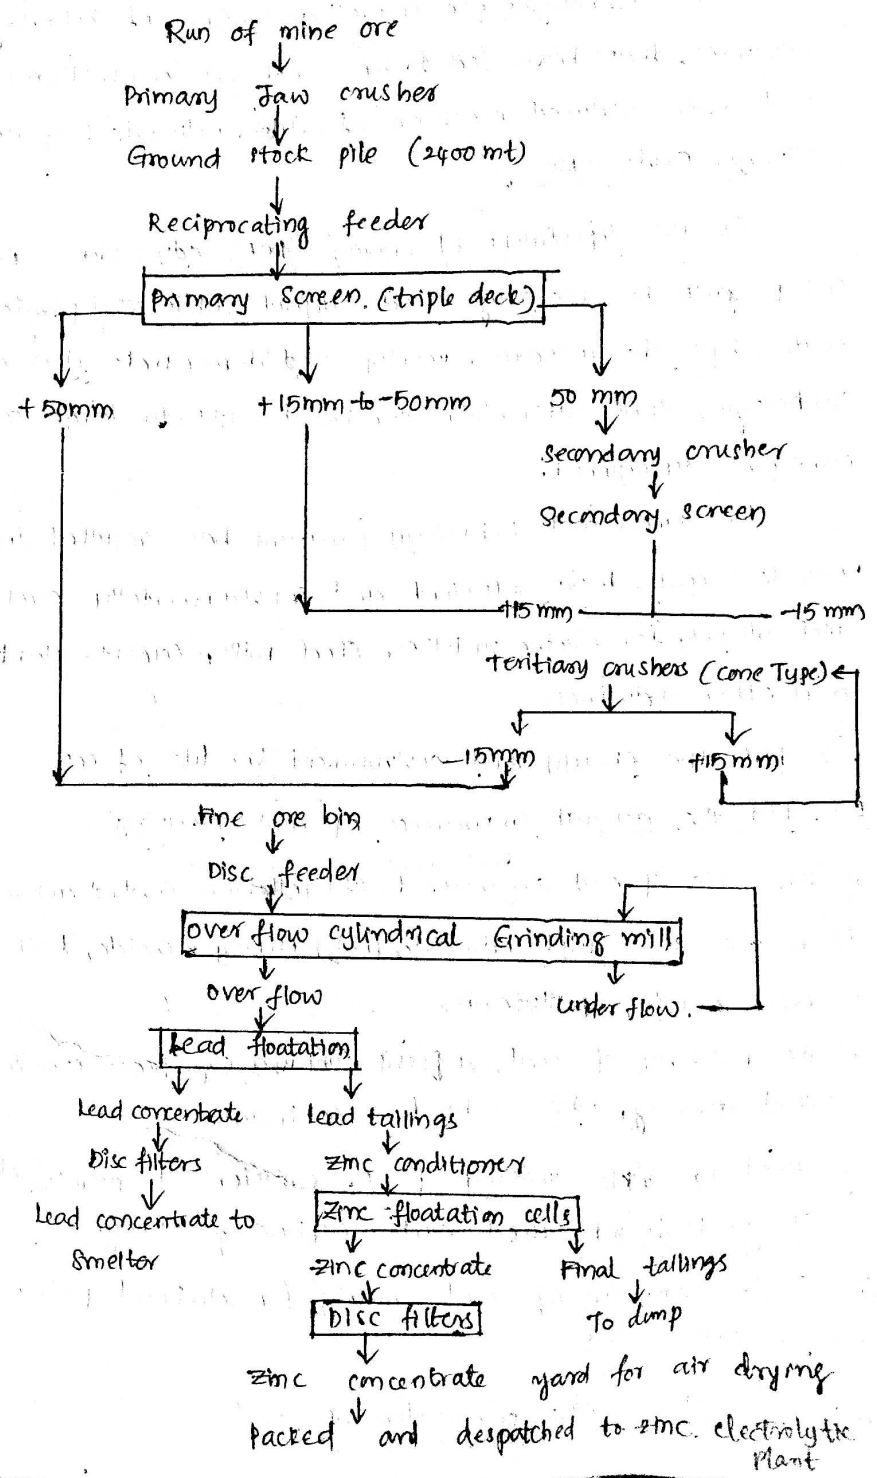 Run of mine ore
Primary Jaw crusher
Ground stock pile (2400 mt)
Reciprocating feeder
Primary screen. (triple deck)
+ 50mm
+15mm to -50mm
50 mm
Secondary crusher
Secondary screen
+15 mm
-15 mm
Teritiary crushers (cone Type)
-15mm
+15 mm
Fine ore bin
Disc feeder
Over flow cylindrical Grinding mill
Over flow
Under flow.
Lead floatation
Lead concentrate
Lead tailings
Disc filters
Zinc conditioner
Lead concentrate to
Smelter
Zinc floatation cells
Zinc concentrate
Final tailings
Disc filters
To dump
Zinc concentrate yard for air drying
Packed and despatched to zinc. electrolytic
Plant